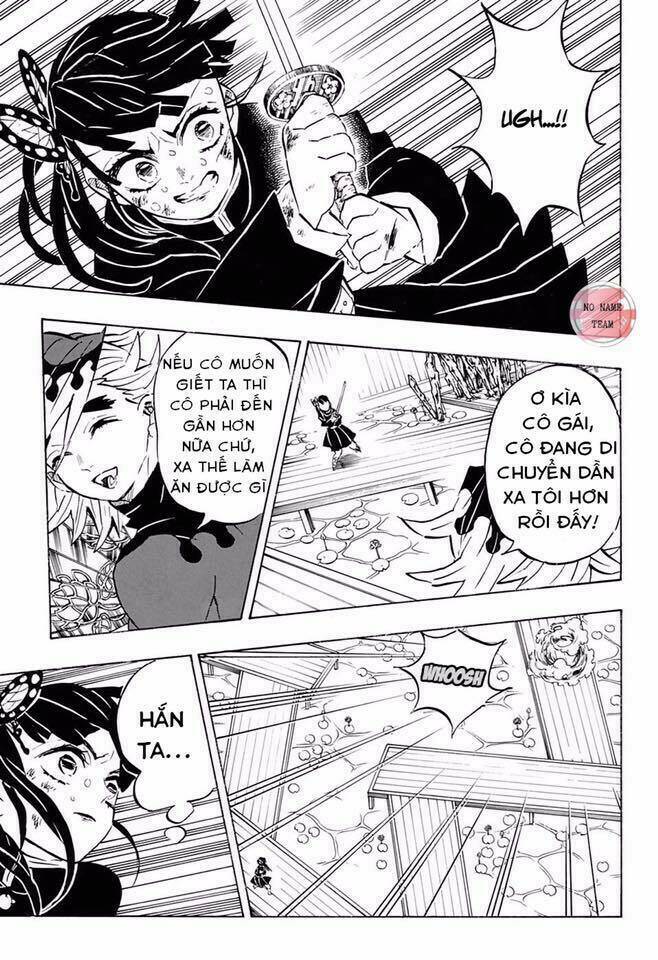 UGH...!!
NO NAME
TEAM
Ơ KÌA
CÔ GÁI,
CÔ ĐANG DI
CHUYỂN DẦN
XA TÔI HƠN
RỒI ĐẤY!
NẾU CÔ MUỐN
GIẾT TA THÌ
CÔ PHẢI ĐẾN
GẦN HƠN
NỮA CHỨ,
XA THẾ LÀM
ĂN ĐƯỢC GÌ
WHOOSH
HẮN
TA...